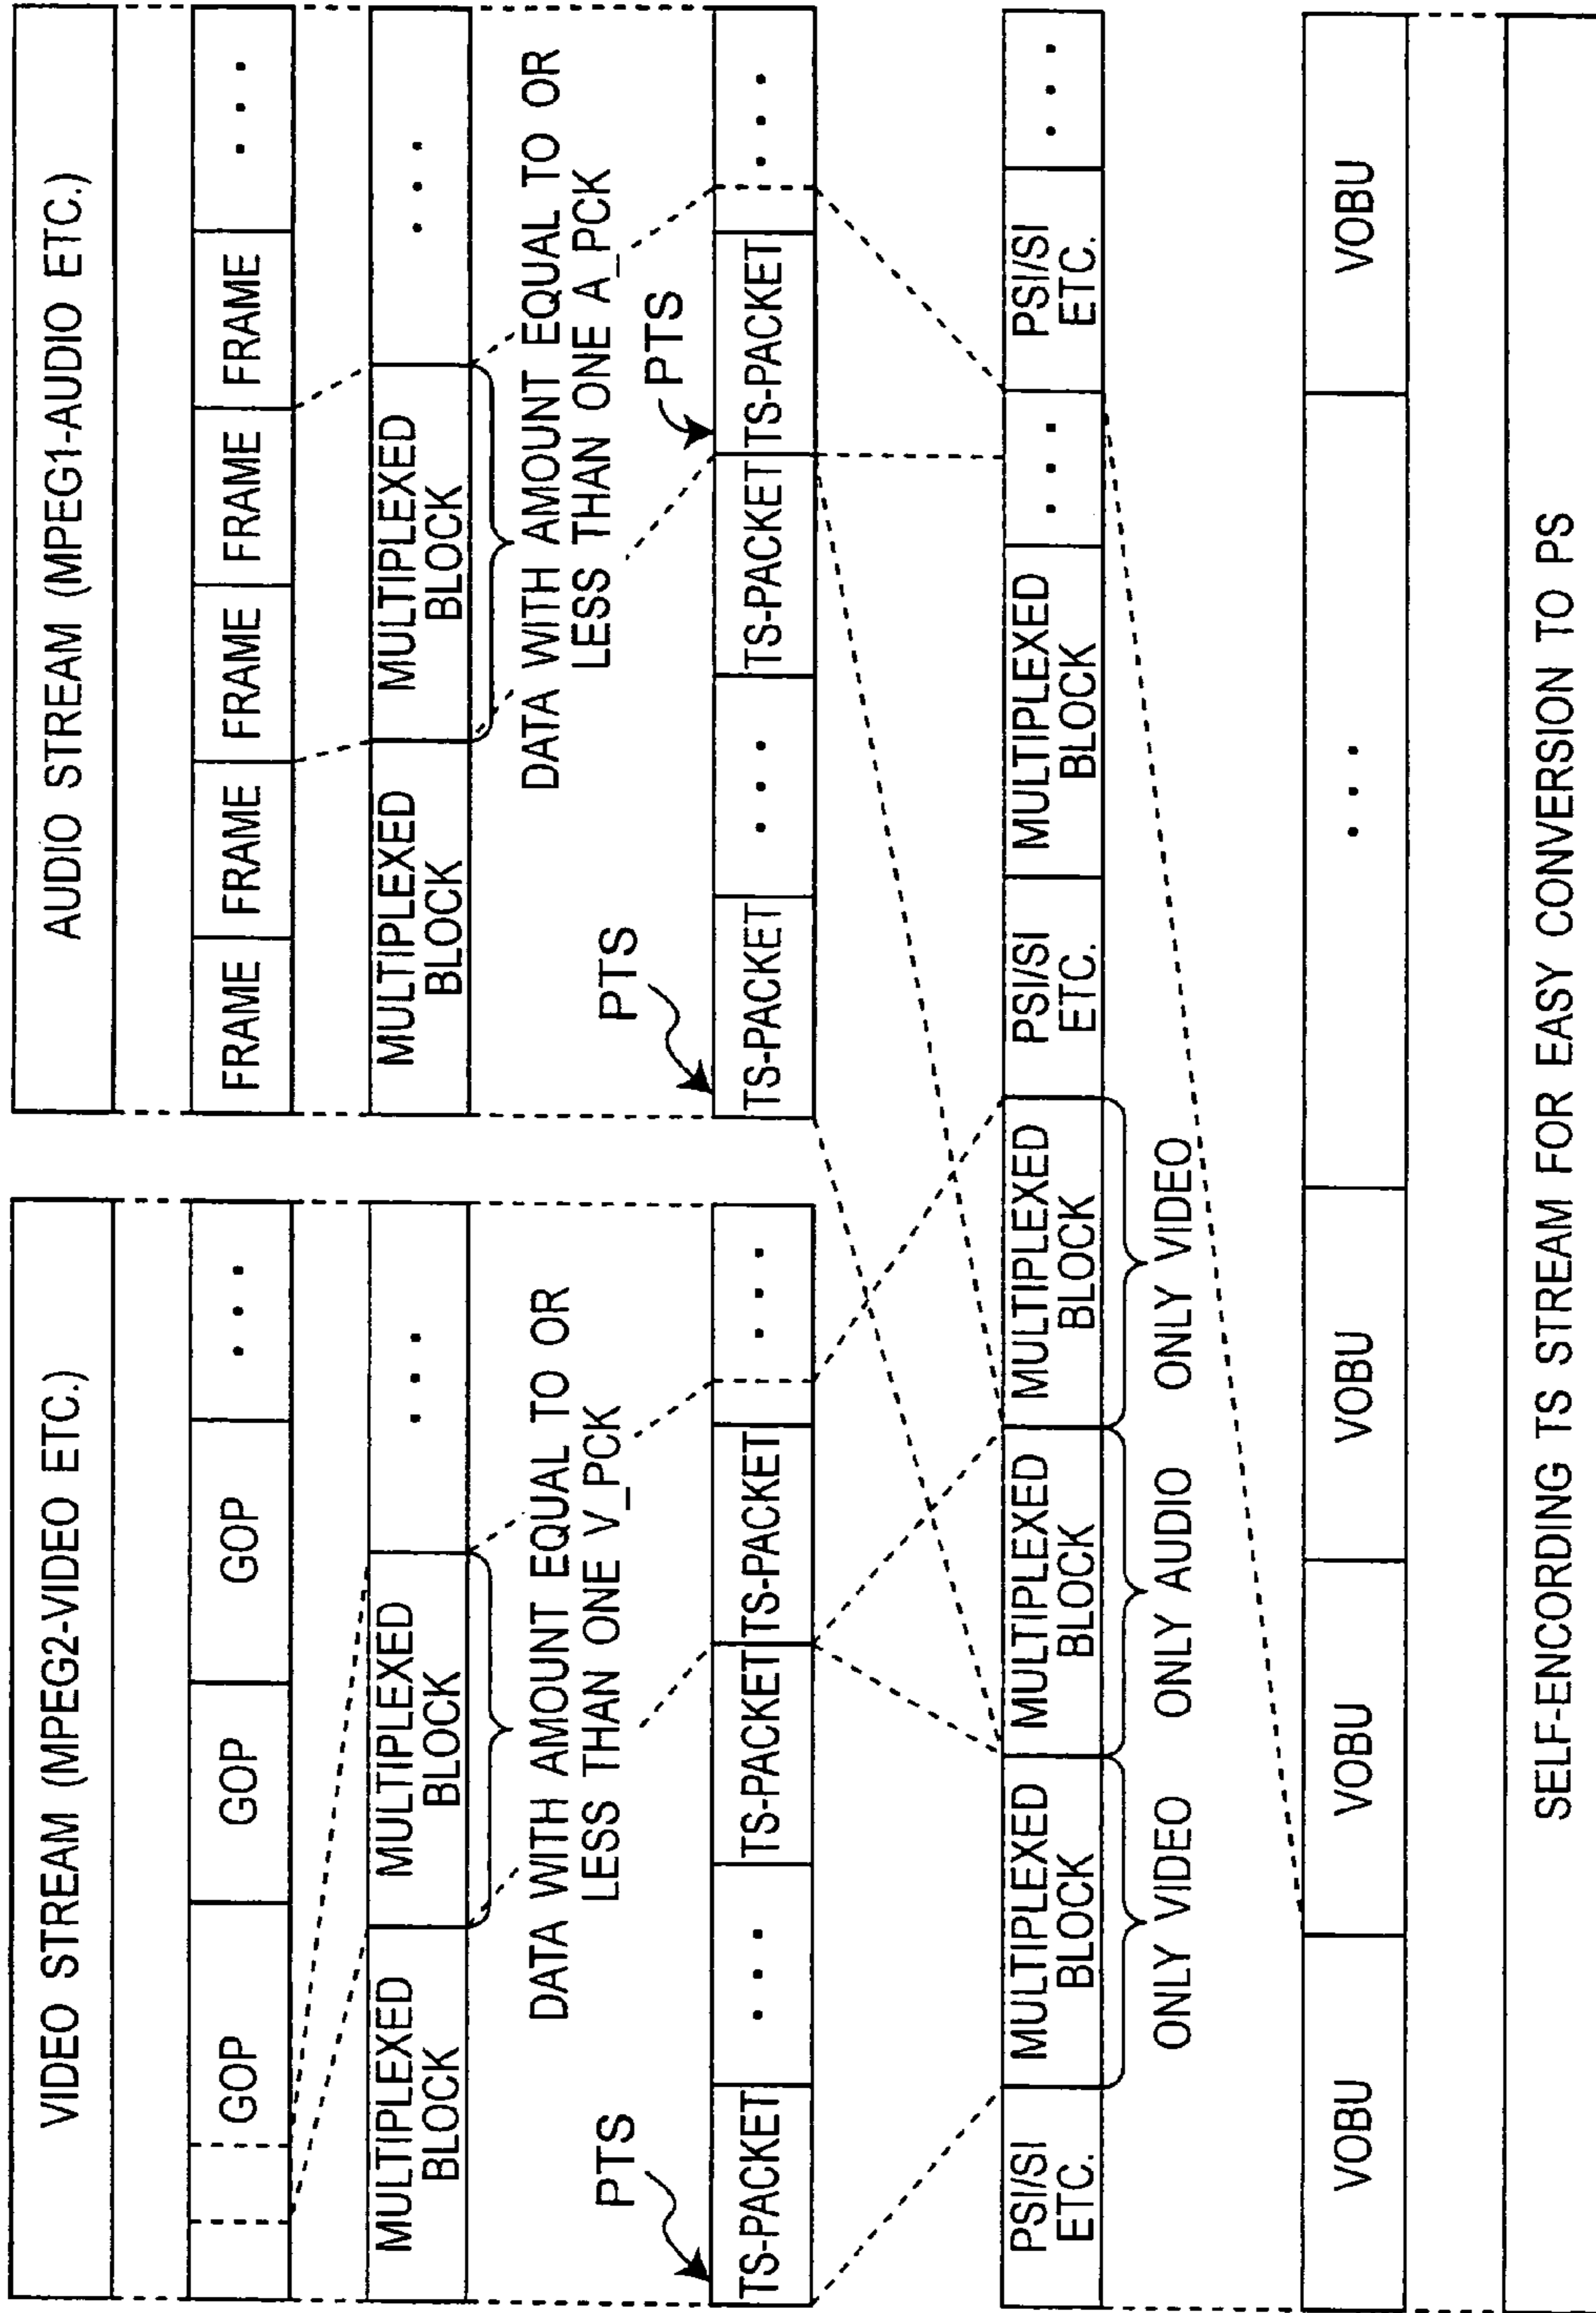 VIDEO STREAM (MPEG2-VIDEO ETC.)
GOP GOP GOP . . .
MULTIPLEXED BLOCK MULTIPLEXED BLOCK . . .
DATA WITH AMOUNT EQUAL TO OR
LESS THAN ONE V_PCK
PTS
TS-PACKET . . . TS-PACKET TS-PACKET . . .
AUDIO STREAM (MPEG1-AUDIO ETC.)
FRAME FRAME FRAME FRAME FRAME . . .
MULTIPLEXED BLOCK MULTIPLEXED BLOCK . . .
DATA WITH AMOUNT EQUAL TO OR
LESS THAN ONE A_PCK
PTS PTS
TS-PACKET . . . TS-PACKET TS-PACKET . . .
PSI/SI ETC. MULTIPLEXED BLOCK MULTIPLEXED BLOCK MULTIPLEXED BLOCK PSI/SI ETC. MULTIPLEXED BLOCK . . . PSI/SI ETC. . . .
ONLY VIDEO ONLY AUDIO ONLY VIDEO
VOBU VOBU VOBU . . . VOBU
SELF-ENCORDING TS STREAM FOR EASY CONVERSION TO PS